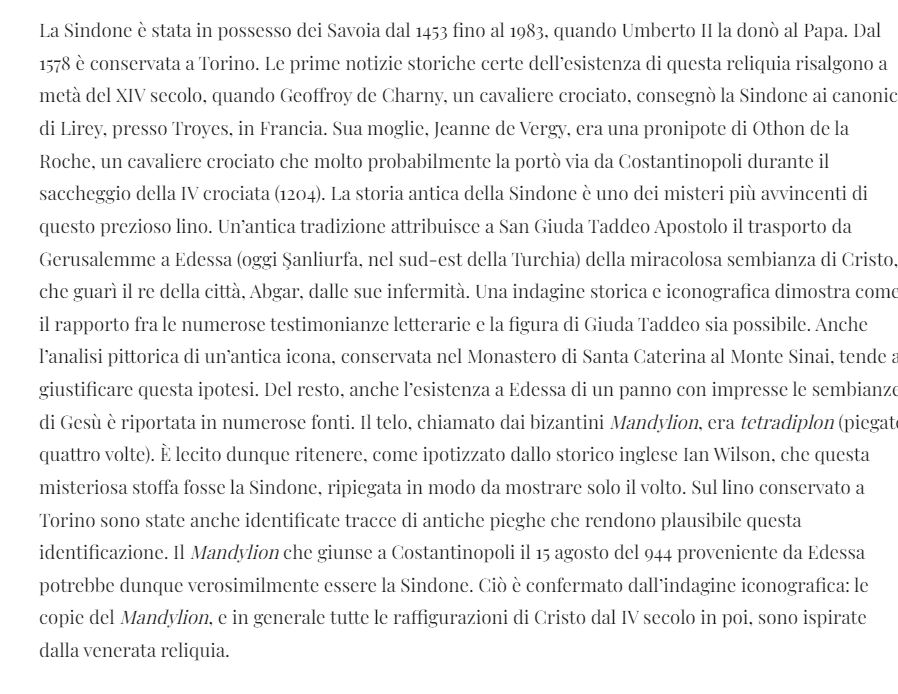 La Sindone è stata in possesso dei Savoia dal 1453 fino al 1983, quando Umberto II la donò al Papa. Dal
1578 è conservata a Torino. Le prime notizie storiche certe dell’esistenza di questa reliquia risalgono a
metà del XIV secolo, quando Geoffroy de Charny, un cavaliere crociato, consegnò la Sindone ai canonic
di Lirey, presso Troyes, in Francia. Sua moglie, Jeanne de Vergy, era una pronipote di Othon de la
Roche, un cavaliere crociato che molto probabilmente la portò via da Costantinopoli durante il
saccheggio della IV crociata (1204). La storia antica della Sindone è uno dei misteri più avvincenti di
questo prezioso lino. Un’antica tradizione attribuisce a San Giuda Taddeo Apostolo il trasporto da
Gerusalemme a Edessa (oggi Şanliurfa, nel sud-est della Turchia) della miracolosa sembianza di Cristo,
che guarì il re della città, Abgar, dalle sue infermità. Una indagine storica e iconografica dimostra come
il rapporto fra le numerose testimonianze letterarie e la figura di Giuda Taddeo sia possibile. Anche
l’analisi pittorica di un’antica icona, conservata nel Monastero di Santa Caterina al Monte Sinai, tende a
giustificare questa ipotesi. Del resto, anche l’esistenza a Edessa di un panno con impresse le sembianze
di Gesù è riportata in numerose fonti. Il telo, chiamato dai bizantini Mandylion, era tetradiplon (piegato
quattro volte). È lecito dunque ritenere, come ipotizzato dallo storico inglese Ian Wilson, che questa
misteriosa stoffa fosse la Sindone, ripiegata in modo da mostrare solo il volto. Sul lino conservato a
Torino sono state anche identificate tracce di antiche pieghe che rendono plausibile questa
identificazione. Il Mandylion che giunse a Costantinopoli il 15 agosto del 944 proveniente da Edessa
potrebbe dunque verosimilmente essere la Sindone. Ciò è confermato dall’indagine iconografica: le
copie del Mandylion, e in generale tutte le raffigurazioni di Cristo dal IV secolo in poi, sono ispirate
dalla venerata reliquia.